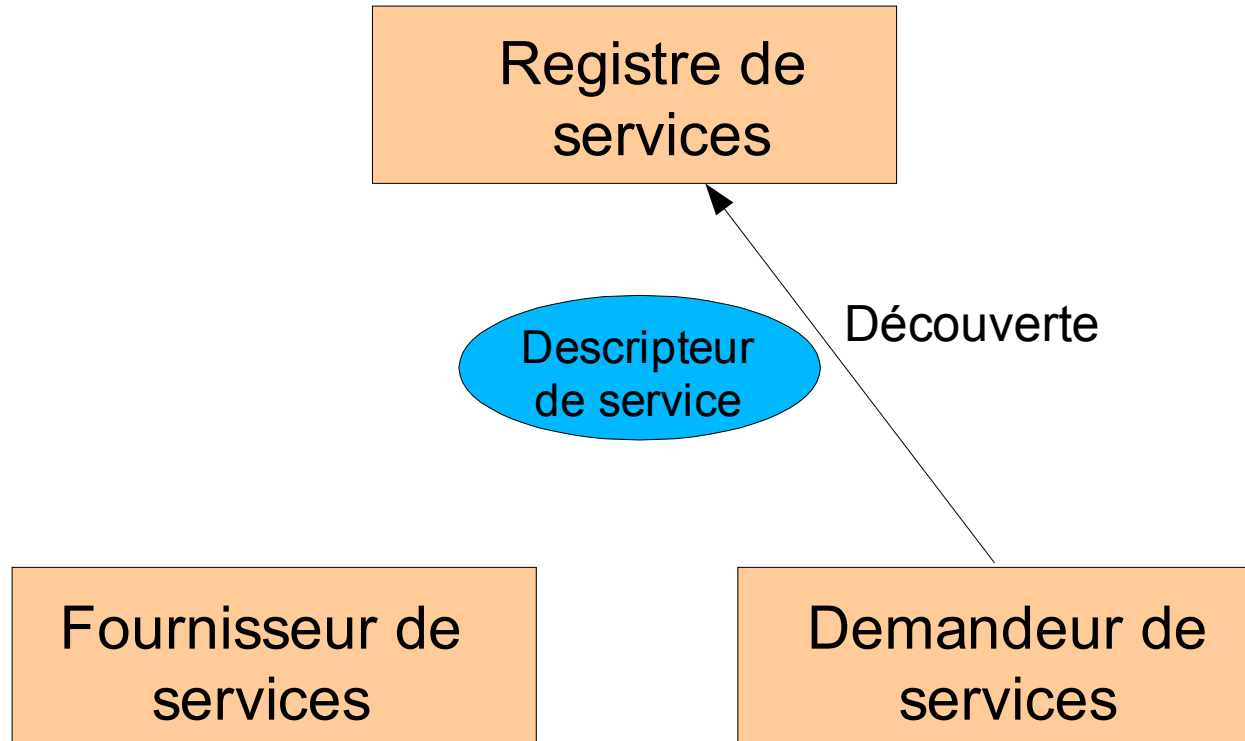 Registre de
services
Découverte
Descripteur
de service
Fournisseur de
services
Demandeur de
services